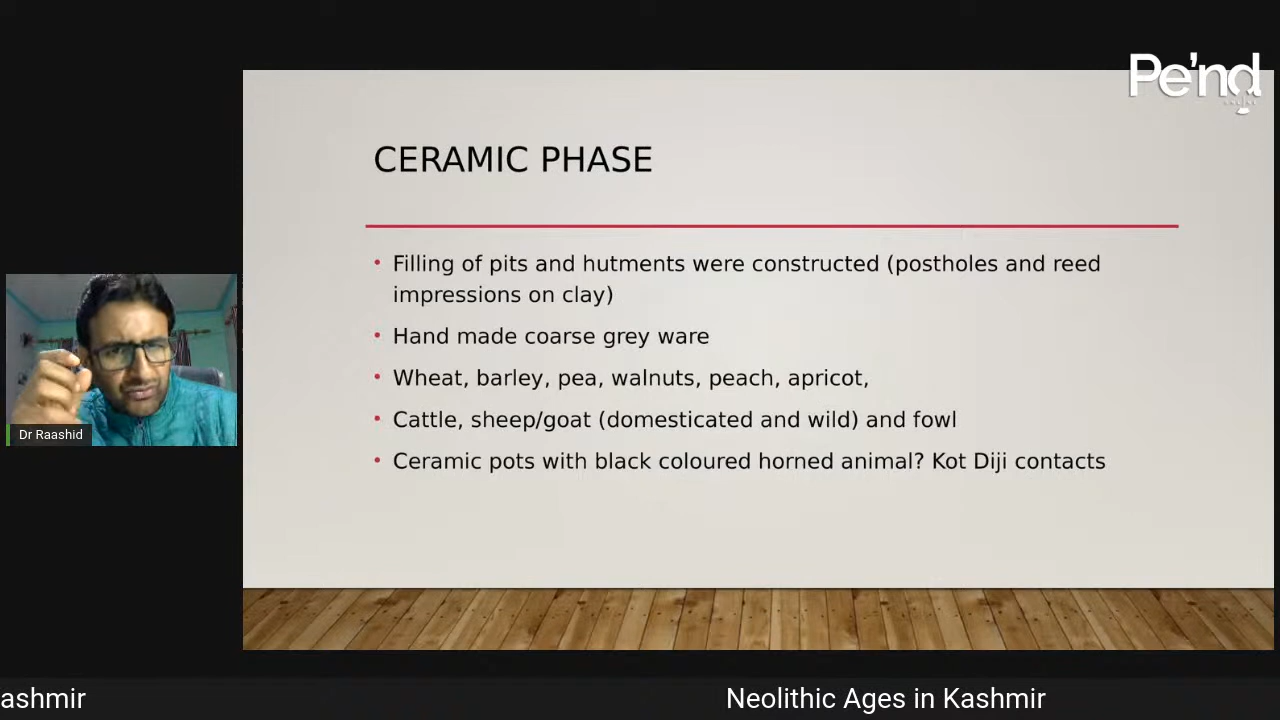 Pe'nd
CERAMIC PHASE
• Filling of pits and hutments were constructed (postholes and reed
impressions on clay)
• Hand made coarse grey ware
• Wheat, barley, pea, walnuts, peach, apricot,
• Cattle, sheep/goat (domesticated and wild) and fowl
• Ceramic pots with black coloured horned animal? Kot Diji contacts
Dr Raashid
ashmir Neolithic Ages in Kashmir